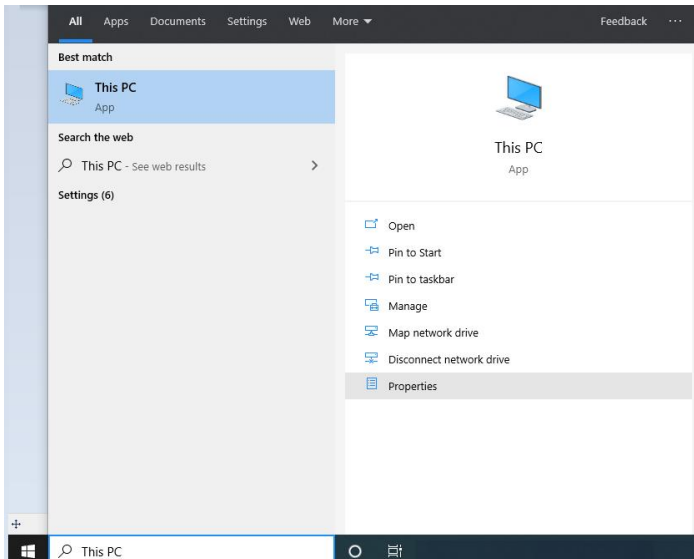 All Apps Documents Settings Web More Feedback ...
Best match
This PC
App
Search the web
This PC - See web results
Settings (6)
This PC
App
Open
Pin to Start
Pin to taskbar
Manage
Map network drive
Disconnect network drive
Properties
This PC